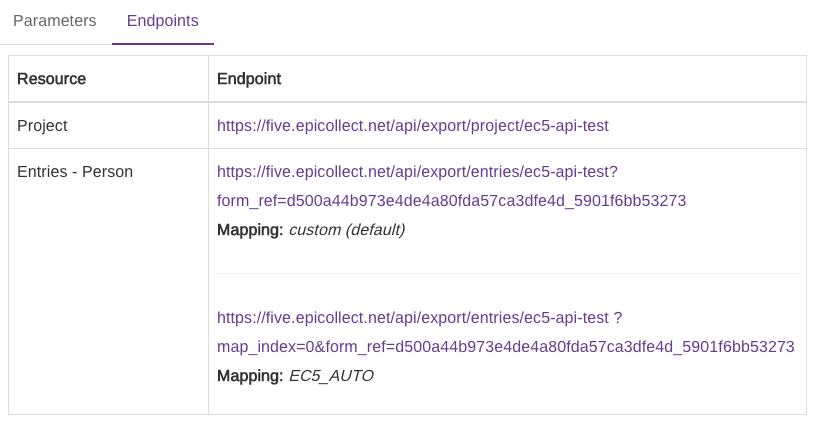 Parameters Endpoints
Resource Endpoint
Project https://five.epicollect.net/api/export/project/ec5-api-test
Entries - Person https://five.epicollect.net/api/export/entries/ec5-api-test?
form_ref=d500a44b973e4de4a80fda57ca3dfe4d_5901f6bb53273
Mapping: custom (default)
https://five.epicollect.net/api/export/entries/ec5-api-test ?
map_index=0&form_ref=d500a44b973e4de4a80fda57ca3dfe4d_5901f6bb53273
Mapping: EC5_AUTO